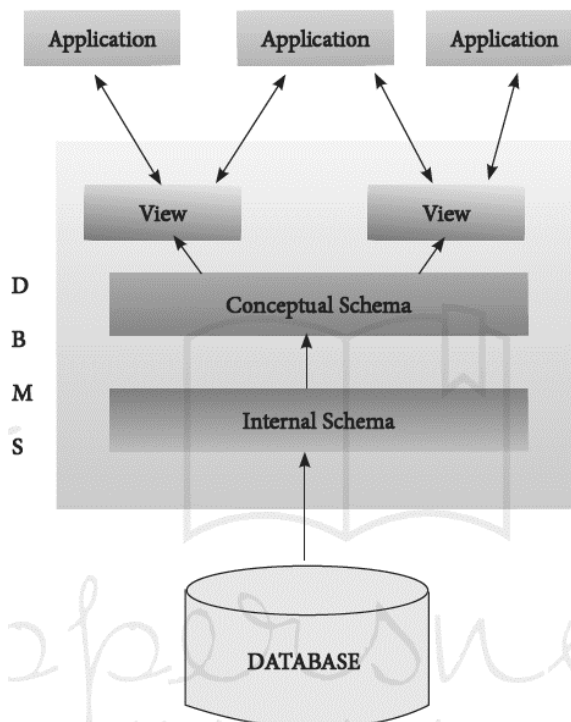 Application Application Application
View View
D
Conceptual Schema
B
M
Internal Schema
S
DATABASE